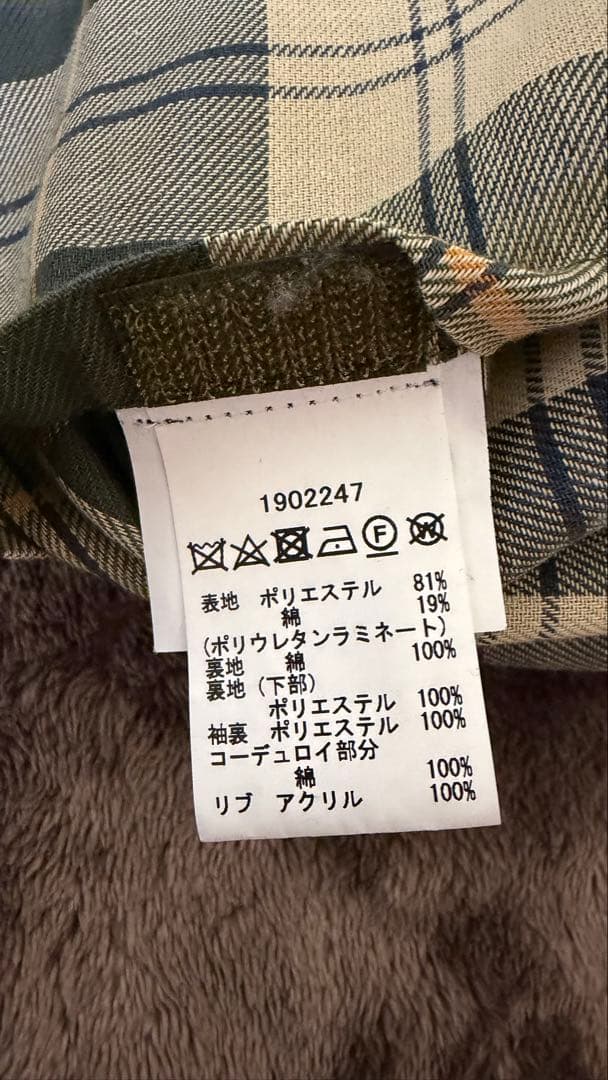 1902247
F W
表地 ポリエステル 81%
綿 19%
(ポリウレタンラミネート)
裏地 綿 100%
裏地(下部)
ポリエステル 100%
袖裏 ポリエステル 100%
コーデュロイ部分
綿 100%
リブ アクリル 100%